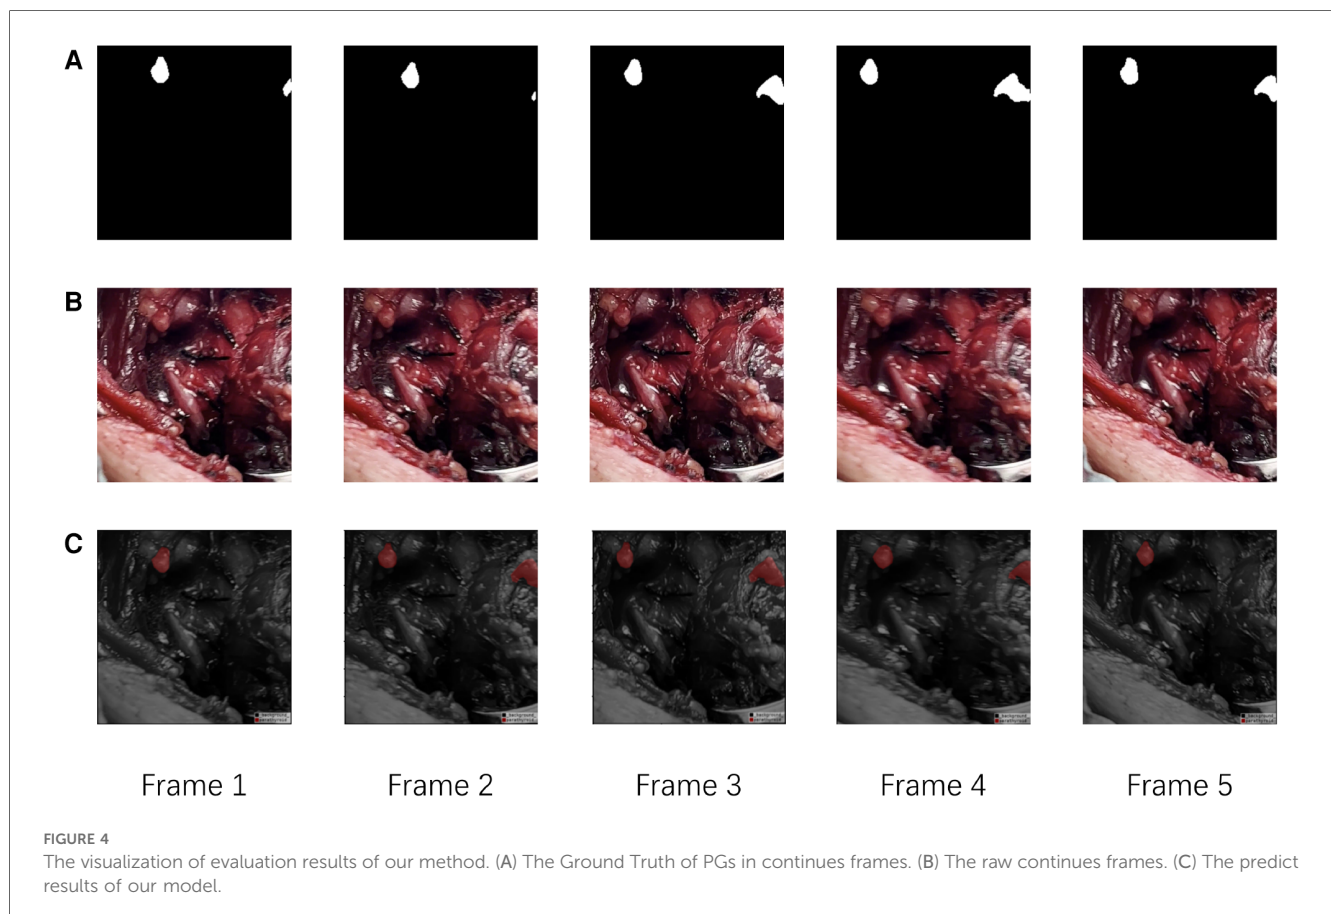 A
B
C
Frame 1
Frame 2
Frame 3
Frame 4
Frame 5
FIGURE 4
The visualization of evaluation results of our method. (A) The Ground Truth of PGs in continues frames. (B) The raw continues frames. (C) The predict
results of our model.